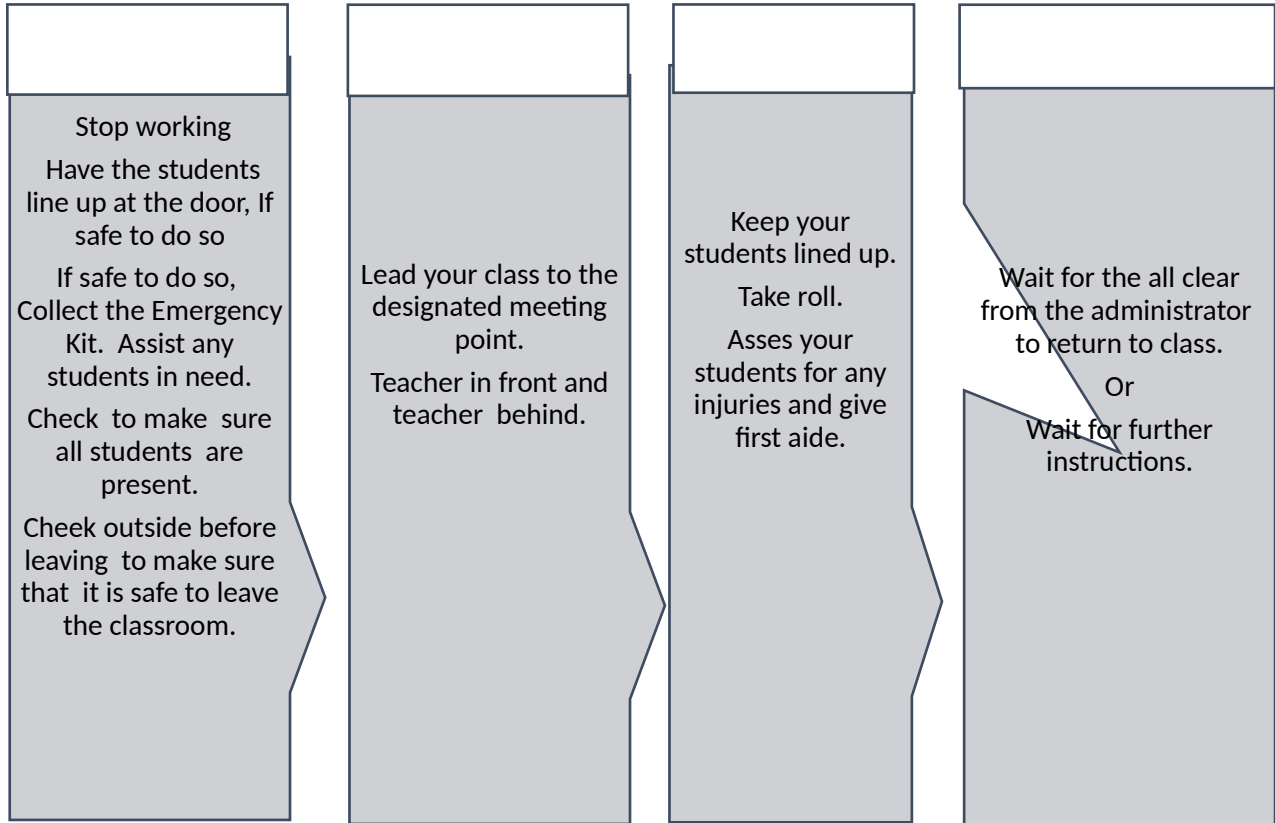 Stop working
Have the students
line up at the door, If
safe to do so
If safe to do so,
Collect the Emergency
Kit.  Assist any
students in need.
Check  to make  sure
all students  are
present.
Cheek outside before
leaving  to make sure
that  it is safe to leave
the classroom.
Lead your class to the
designated meeting
point.
Teacher in front and
teacher  behind.
Keep your
students lined up.
Take roll.
Asses your
students for any
injuries and give
first aide.
Wait for the all clear
from the administrator
to return to class.
Or
Wait for further
instructions.